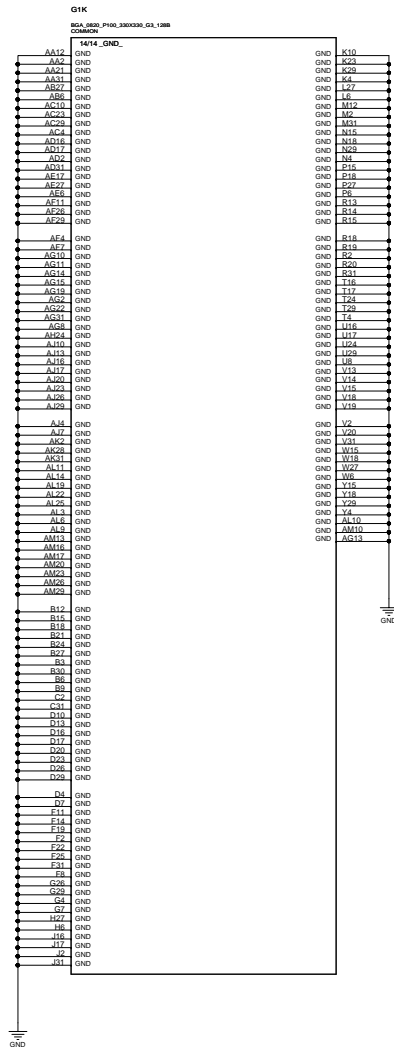 G1K
BGA_0820_P100_330X330_G3_128B
COMMON
14/14 _GND_
AA12 GND GND K10
AA2 GND GND K23
AA21 GND GND K29
AA31 GND GND K4
AB27 GND GND L27
AB6 GND GND L6
AC10 GND GND M12
AC23 GND GND M2
AC29 GND GND M31
AC4 GND GND N15
AD16 GND GND N18
AD17 GND GND N29
AD2 GND GND N4
AD31 GND GND P15
AE17 GND GND P18
AE27 GND GND P27
AE6 GND GND P6
AF11 GND GND R13
AF26 GND GND R14
AF29 GND GND R15
AF4 GND GND R18
AF7 GND GND R19
AG10 GND GND R2
AG11 GND GND R20
AG14 GND GND R31
AG15 GND GND T16
AG19 GND GND T17
AG2 GND GND T24
AG22 GND GND T29
AG31 GND GND T4
AG8 GND GND U16
AH24 GND GND U17
AJ10 GND GND U24
AJ13 GND GND U29
AJ16 GND GND U8
AJ17 GND GND V13
AJ20 GND GND V14
AJ23 GND GND V15
AJ26 GND GND V18
AJ29 GND GND V19
AJ4 GND GND V2
AJ7 GND GND V20
AK2 GND GND V31
AK28 GND GND W15
AK31 GND GND W18
AL11 GND GND W27
AL14 GND GND W6
AL19 GND GND Y15
AL22 GND GND Y18
AL25 GND GND Y29
AL3 GND GND Y4
AL6 GND GND AL10
AL9 GND GND AM10
AM13 GND GND AG13
AM16 GND
AM17 GND
AM20 GND
AM23 GND
AM26 GND
AM29 GND
B12 GND
GND
B15 GND
B18 GND
B21 GND
B24 GND
B27 GND
B3 GND
B30 GND
B6 GND
B9 GND
C2 GND
C31 GND
D10 GND
D13 GND
D16 GND
D17 GND
D20 GND
D23 GND
D26 GND
D29 GND
D4 GND
D7 GND
F11 GND
F14 GND
F19 GND
F2 GND
F22 GND
F25 GND
F31 GND
F8 GND
G26 GND
G29 GND
G4 GND
G7 GND
H27 GND
H6 GND
J16 GND
J17 GND
J2 GND
J31 GND
GND